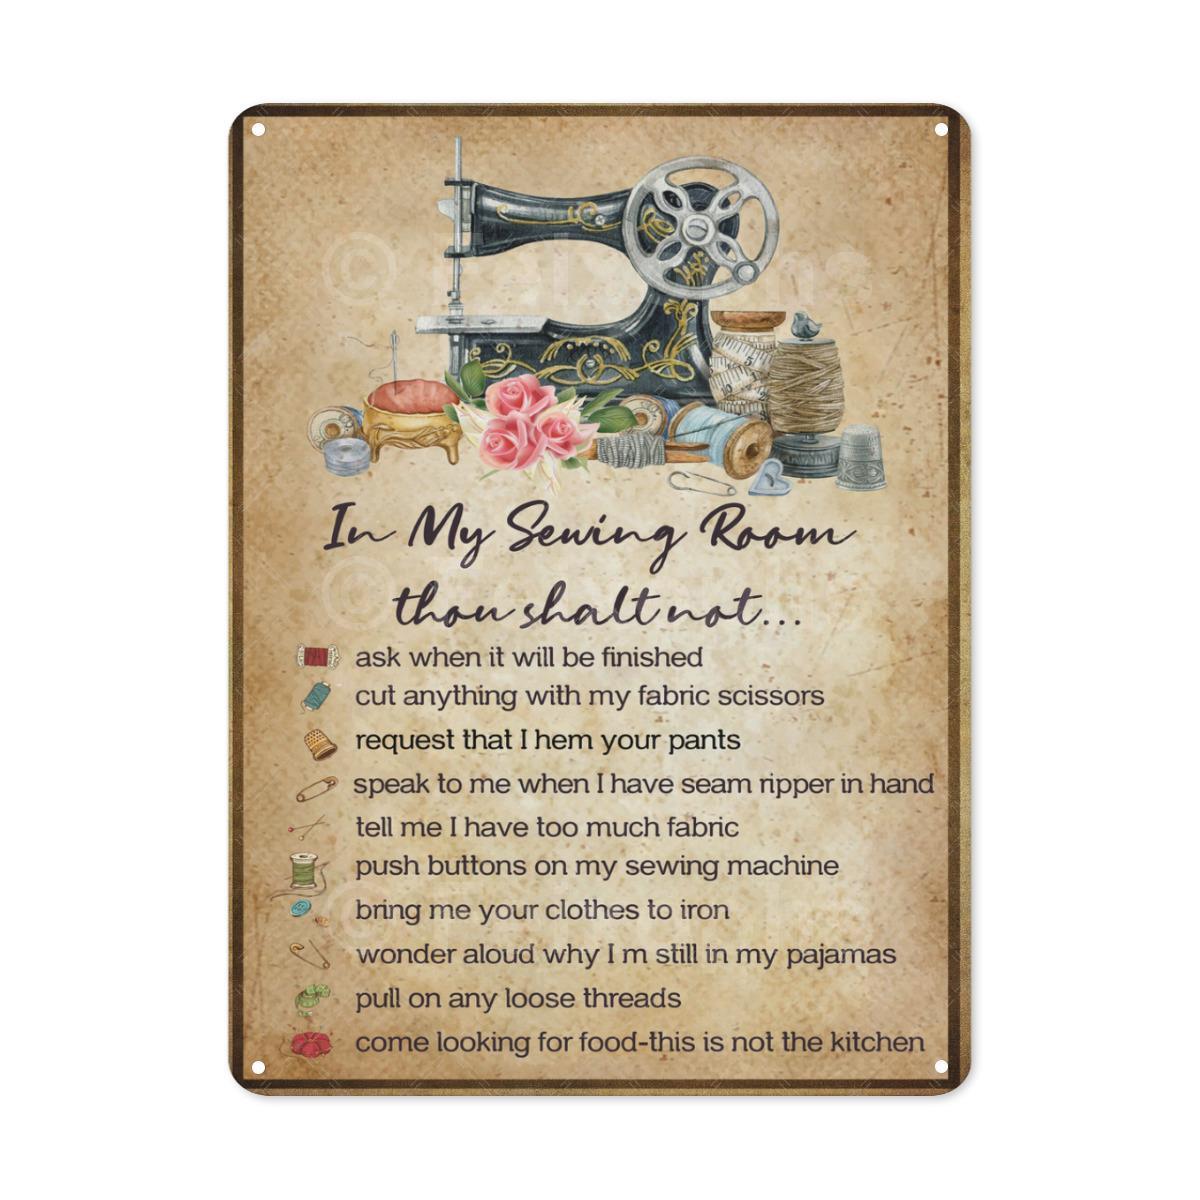 In My Sewing Room
thou shalt not...
ask when it will be finished
cut anything with my fabric scissors
request that I hem your pants
speak to me when I have seam ripper in hand
tell me I have too much fabric
push buttons on my sewing machine
bring me your clothes to iron
wonder aloud why I m still in my pajamas
pull on any loose threads
come looking for food-this is not the kitchen